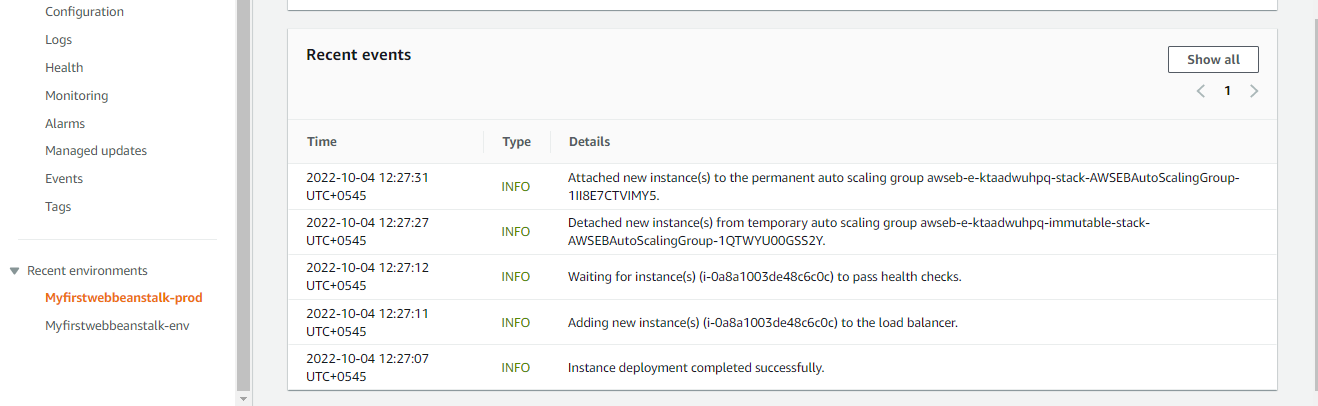 Configuration
Logs
Health
Monitoring
Alarms
Managed updates
Events
Tags
Recent environments
Myfirstwebbeanstalk-prod
Myfirstwebbeanstalk-env
Recent events
Show all
1
Time Type Details
2022-10-04 12:27:31
UTC+0545
INFO
Attached new instance(s) to the permanent auto scaling group awseb-e-ktaadwuhpq-stack-AWSEBAutoScalingGroup-
1II8E7CTVIMY5.
2022-10-04 12:27:27
UTC+0545
INFO
Detached new instance(s) from temporary auto scaling group awseb-e-ktaadwuhpq-immutable-stack-
AWSEBAutoScalingGroup-1QTWYU00GSS2Y.
2022-10-04 12:27:12
UTC+0545
INFO
Waiting for instance(s) (i-0a8a1003de48c6c0c) to pass health checks.
2022-10-04 12:27:11
UTC+0545
INFO
Adding new instance(s) (i-0a8a1003de48c6c0c) to the load balancer.
2022-10-04 12:27:07
UTC+0545
INFO
Instance deployment completed successfully.